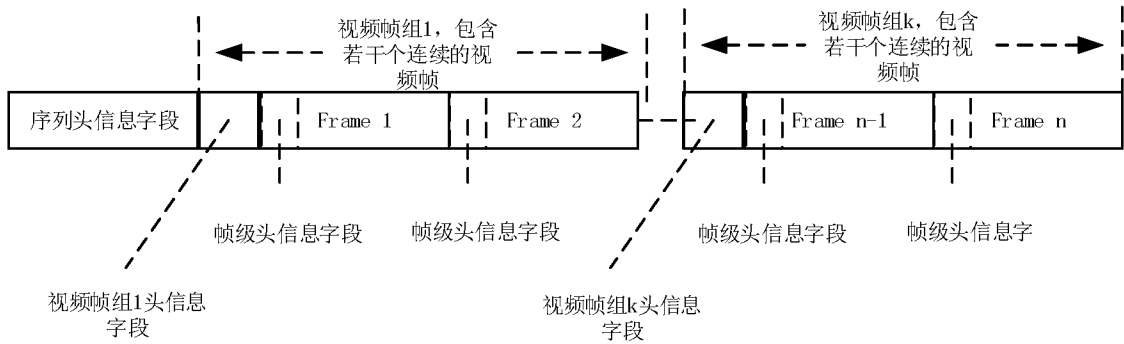 视频帧组1，包含
若干个连续的视
频帧
视频帧组k，包含
若干个连续的视
频帧
序列头信息字段
Frame 1
Frame 2
Frame n-1
Frame n
帧级头信息字段
帧级头信息字段
帧级头信息字段
帧级头信息字
视频帧组1头信息
字段
视频帧组k头信息
字段